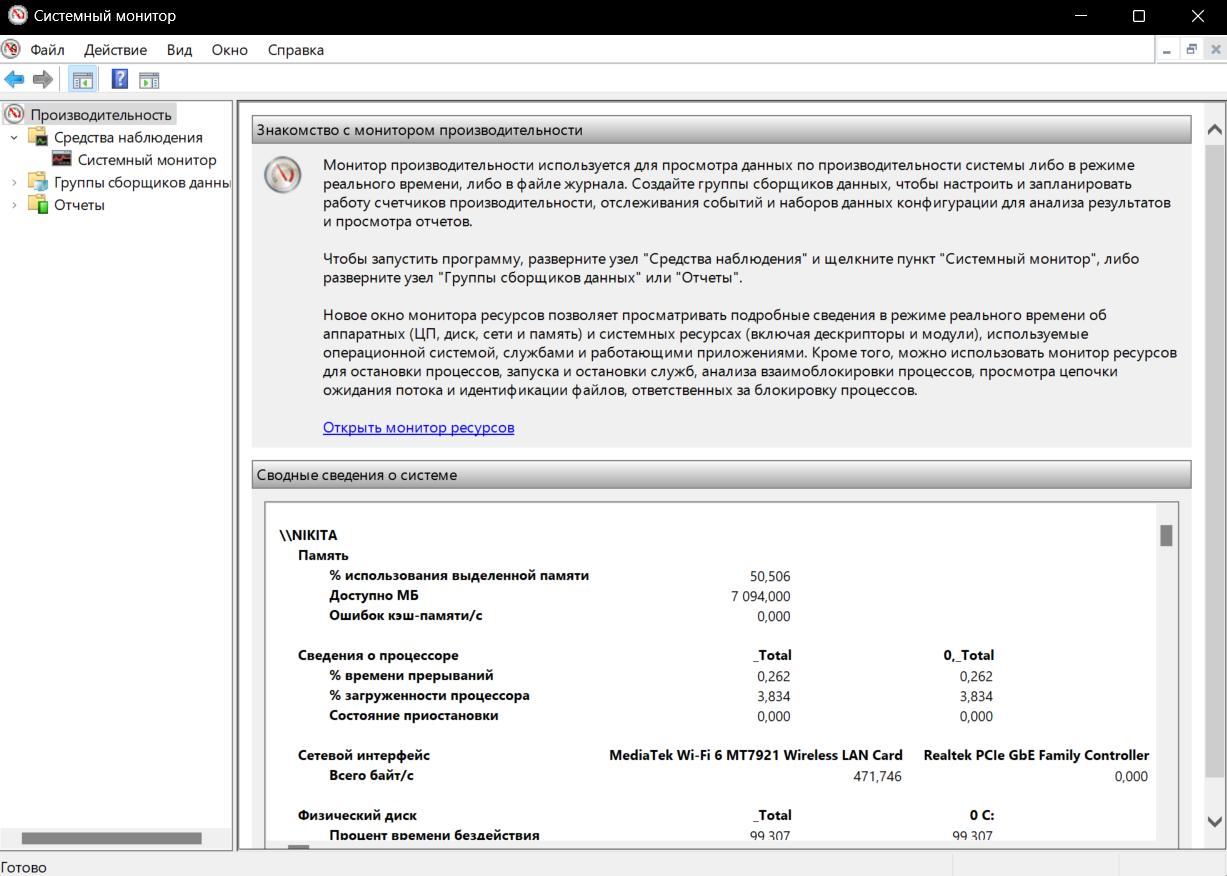 Системный монитор
Файл Действие Вид Окно Справка
Производительность
Средства наблюдения
Системный монитор
Группы сборщиков данны
Отчеты
Знакомство с монитором производительности
Монитор производительности используется для просмотра данных по производительности системы либо в режиме
реального времени, либо в файле журнала. Создайте группы сборщиков данных, чтобы настроить и запланировать
работу счетчиков производительности, отслеживания событий и наборов данных конфигурации для анализа результатов
и просмотра отчетов.
Чтобы запустить программу, разверните узел "Средства наблюдения" и щелкните пункт "Системный монитор", либо
разверните узел "Группы сборщиков данных" или "Отчеты".
Новое окно монитора ресурсов позволяет просматривать подробные сведения в режиме реального времени об
аппаратных (ЦП, диск, сети и память) и системных ресурсах (включая дескрипторы и модули), используемые
операционной системой, службами и работающими приложениями. Кроме того, можно использовать монитор ресурсов
для остановки процессов, запуска и остановки служб, анализа взаимоблокировки процессов, просмотра цепочки
ожидания потока и идентификации файлов, ответственных за блокировку процессов.
Открыть монитор ресурсов
Сводные сведения о системе
\\NIKITA
Память
% использования выделенной памяти 50,506
Доступно МБ 7 094,000
Ошибок кэш-памяти/с 0,000
Сведения о процессоре _Total 0,_Total
% времени прерываний 0,262 0,262
% загруженности процессора 3,834 3,834
Состояние приостановки 0,000 0,000
Сетевой интерфейс MediaTek Wi-Fi 6 MT7921 Wireless LAN Card Realtek PCIe GbE Family Controller
Всего байт/с 471,746 0,000
Физический диск _Total 0 C:
Процент времени бездействия 99,307 99,307
Готово